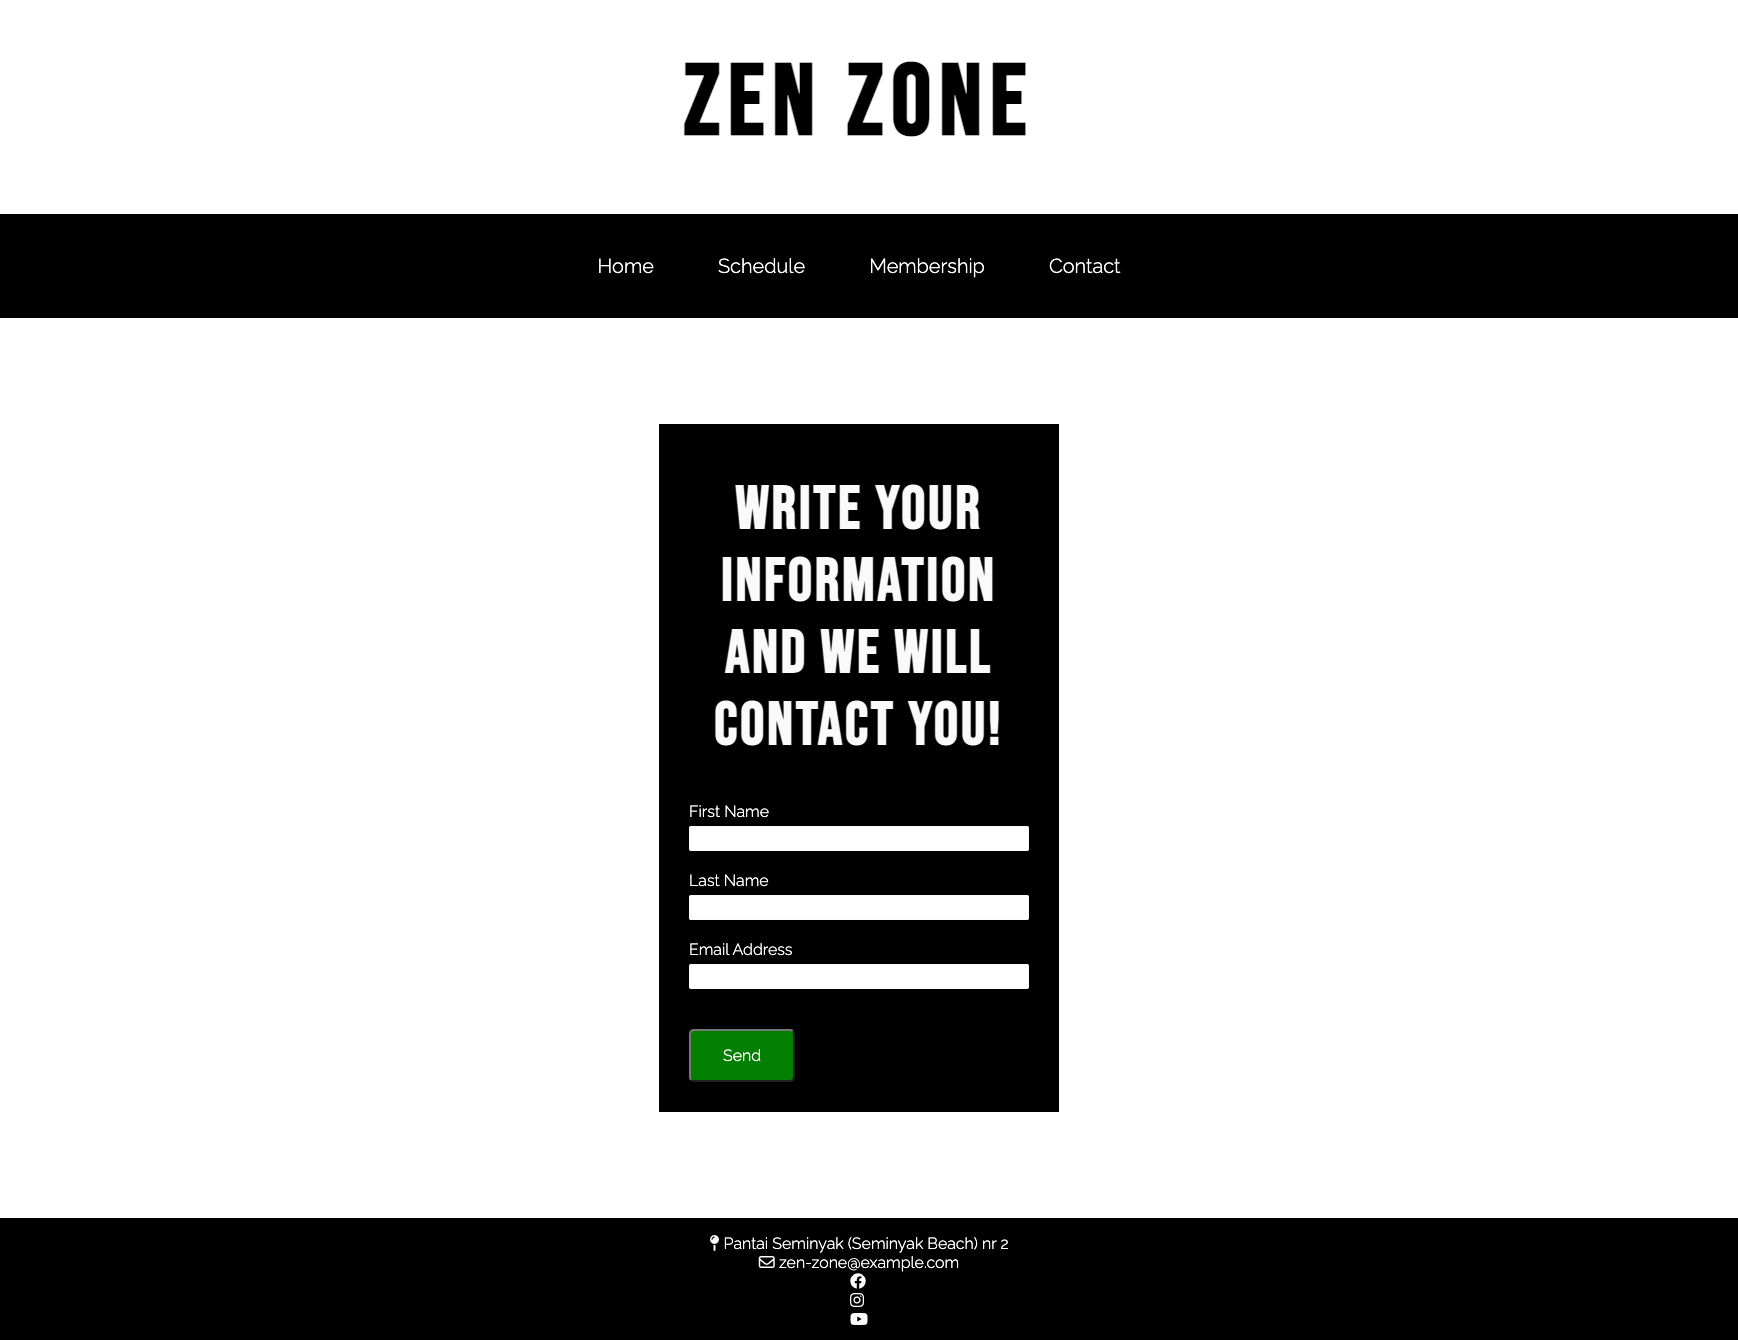 ZEN ZONE
Home Schedule Membership Contact
WRITE YOUR
INFORMATION
AND WE WILL
CONTACT YOU!
First Name
Last Name
Email Address
Send
Pantai Seminyak (Seminyak Beach) nr 2
zen-zone@example.com